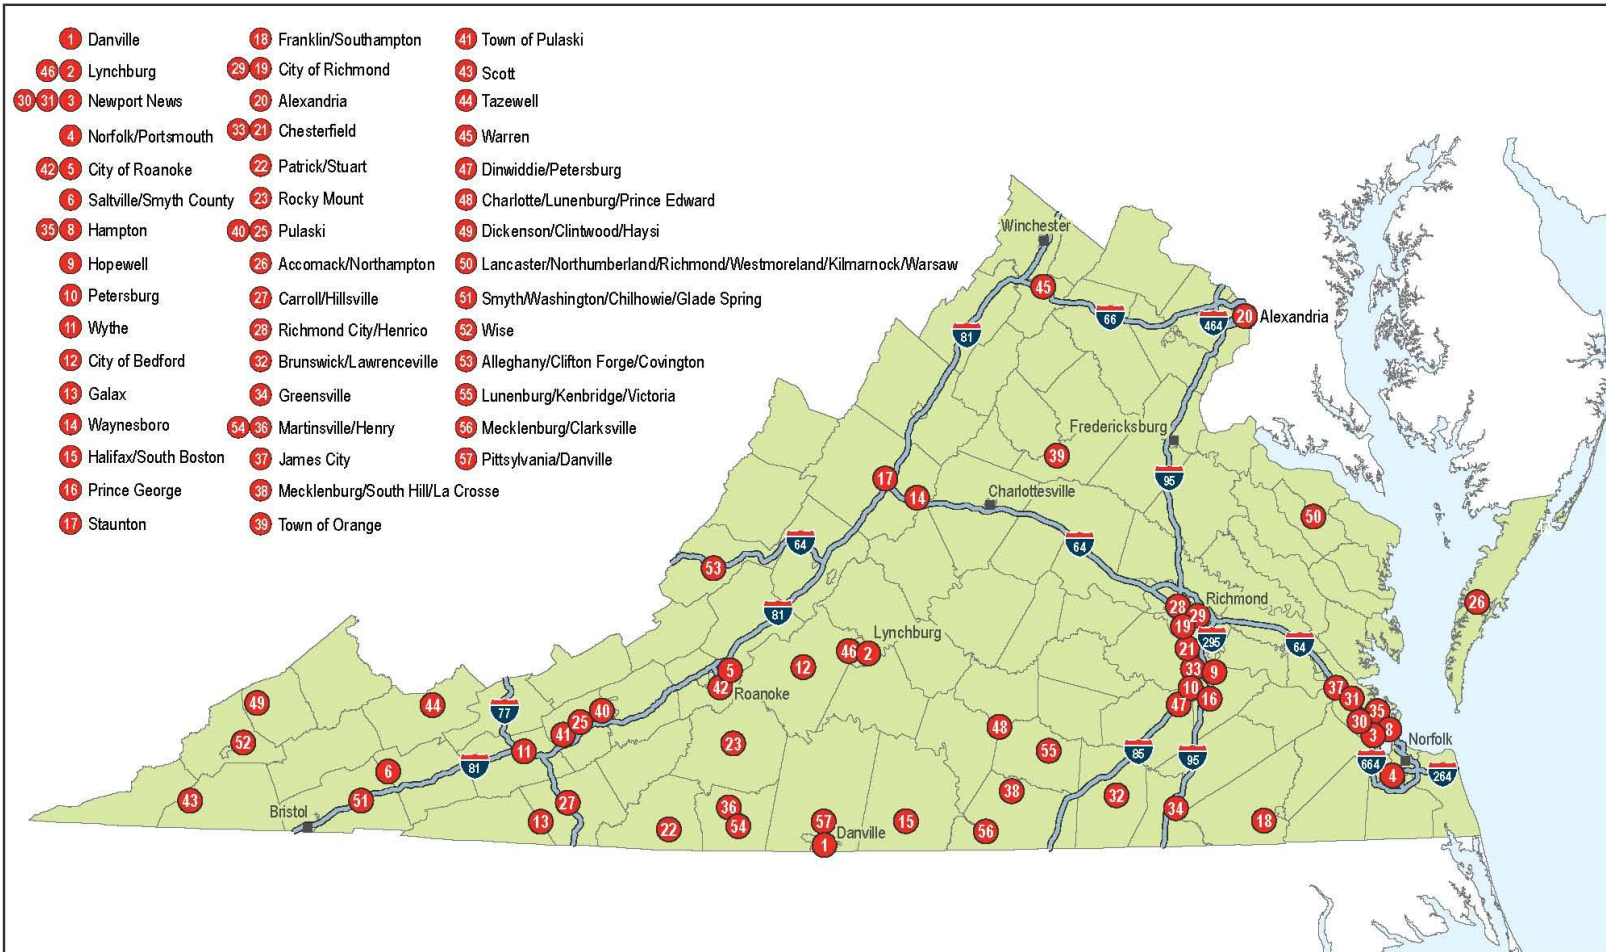 1 Danville
46 2 Lynchburg
30 31 3 Newport News
4 Norfolk/Portsmouth
42 5 City of Roanoke
6 Saltville/Smyth County
35 8 Hampton
9 Hopewell
10 Petersburg
11 Wythe
12 City of Bedford
13 Galax
14 Waynesboro
15 Halifax/South Boston
16 Prince George
17 Staunton
18 Franklin/Southampton
29 19 City of Richmond
20 Alexandria
33 21 Chesterfield
22 Patrick/Stuart
23 Rocky Mount
40 25 Pulaski
26 Accomack/Northampton
27 Carroll/Hillsville
28 Richmond City/Henrico
32 Brunswick/Lawrenceville
34 Greensville
54 36 Martinsville/Henry
37 James City
38 Mecklenburg/South Hill/La Crosse
39 Town of Orange
41 Town of Pulaski
43 Scott
44 Tazewell
45 Warren
47 Dinwiddie/Petersburg
48 Charlotte/Lunenburg/Prince Edward
49 Dickenson/Clintwood/Haysi
50 Lancaster/Northumberland/Richmond/Westmoreland/Kilmarnock/Warsaw
51 Smyth/Washington/Chilhowie/Glade Spring
52 Wise
53 Alleghany/Clifton Forge/Covington
55 Lunenburg/Kenbridge/Victoria
56 Mecklenburg/Clarksville
57 Pittsylvania/Danville
Winchester
45
66
464
20 Alexandria
81
Fredericksburg
39
95
17
14
Charlottesville
50
64
64
53
26
81
28
29
Richmond
19
295
21
64
Lynchburg
46
2
12
5
42
Roanoke
33
9
10
16
47
37
31
35
30
3
8
Norfolk
664
4
264
49
44
77
52
40
25
41
11
81
6
51
43
Bristol
27
13
23
48
55
85
95
38
32
34
18
36
54
22
57
Danville
1
15
56